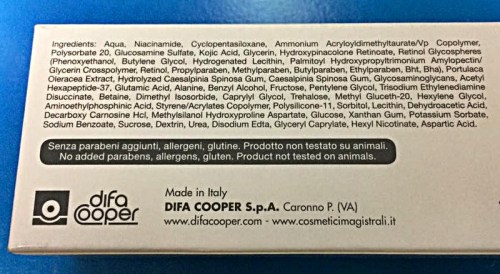 Ingredients: Aqua, Niacinamide, Cyclopentasiloxane, Ammonium Acryloyldimethyltaurate/Vp Copolymer,
Polysorbate 20, Glucosamine Sulfate, Kojic Acid, Glycerin, Hydroxypinacolone Retinoate, Retinol Glycospheres
(Phenoxyethanol, Butylene Glycol, Hydrogenated Lecithin, Palmitoyl Hydroxypropyltrimonium Amylopectin/
Glycerin Crosspolymer, Retinol, Propylparaben, Methylparaben, Butylparaben, Ethylparaben, Bht, Bha), Portulaca
Oleracea Extract, Hydrolyzed Caesalpinia Spinosa Gum, Caesalpinia Spinosa Gum, Glycosaminoglycans, Acetyl
Hexapeptide-37, Glutamic Acid, Alanine, Benzyl Alcohol, Fructose, Pentylene Glycol, Trisodium Ethylenediamine
Disuccinate, Betaine, Dimethyl Isosorbide, Caprylyl Glycol, Trehalose, Methyl Gluceth-20, Hexylene Glycol,
Aminoethylphosphinic Acid, Styrene/Acrylates Copolymer, Polysilicone-11, Sorbitol, Lecithin, Dehydroacetic Acid,
Decarboxy Carnosine Hcl, Methylsilanol Hydroxyproline Aspartate, Glucose, Xanthan Gum, Potassium Sorbate,
Sodium Benzoate, Sucrose, Dextrin, Urea, Disodium Edta, Glyceryl Caprylate, Hexyl Nicotinate, Aspartic Acid.
Senza parabeni aggiunti, allergeni, glutine. Prodotto non testato su animali.
No added parabens, allergens, gluten. Product not tested on animals.
difa
cooper
Made in Italy
DIFA COOPER S.p.A. Caronno P. (VA)
www.difacooper.com - www.cosmeticimagistrali.it